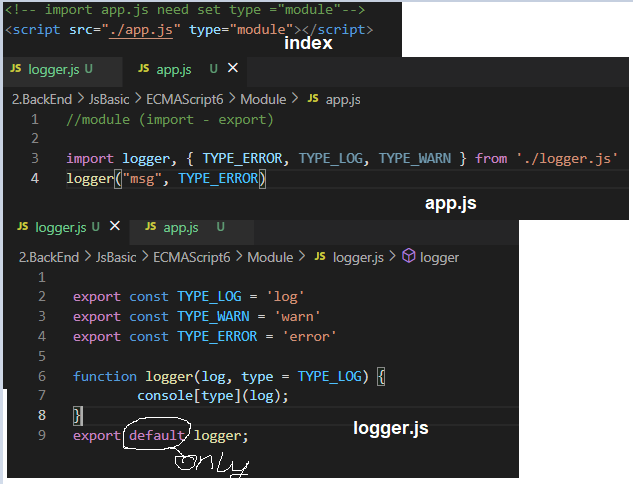 <!-- import app.js need set type ="module"-->
<script src="./app.js" type="module"></script>
index
JS logger.js U JS app.js U ×
2.BackEnd > JsBasic > ECMAScript6 > Module > JS app.js
1 //module (import - export)
2
3 import logger, { TYPE_ERROR, TYPE_LOG, TYPE_WARN } from './logger.js'
4 logger("msg", TYPE_ERROR)
app.js
JS logger.js U × JS app.js U
2.BackEnd > JsBasic > ECMAScript6 > Module > JS logger.js > logger
1
2 export const TYPE_LOG = 'log'
3 export const TYPE_WARN = 'warn'
4 export const TYPE_ERROR = 'error'
5
6 function logger(log, type = TYPE_LOG) {
7 console[type](log);
8 }
9 export default logger;
logger.js
only